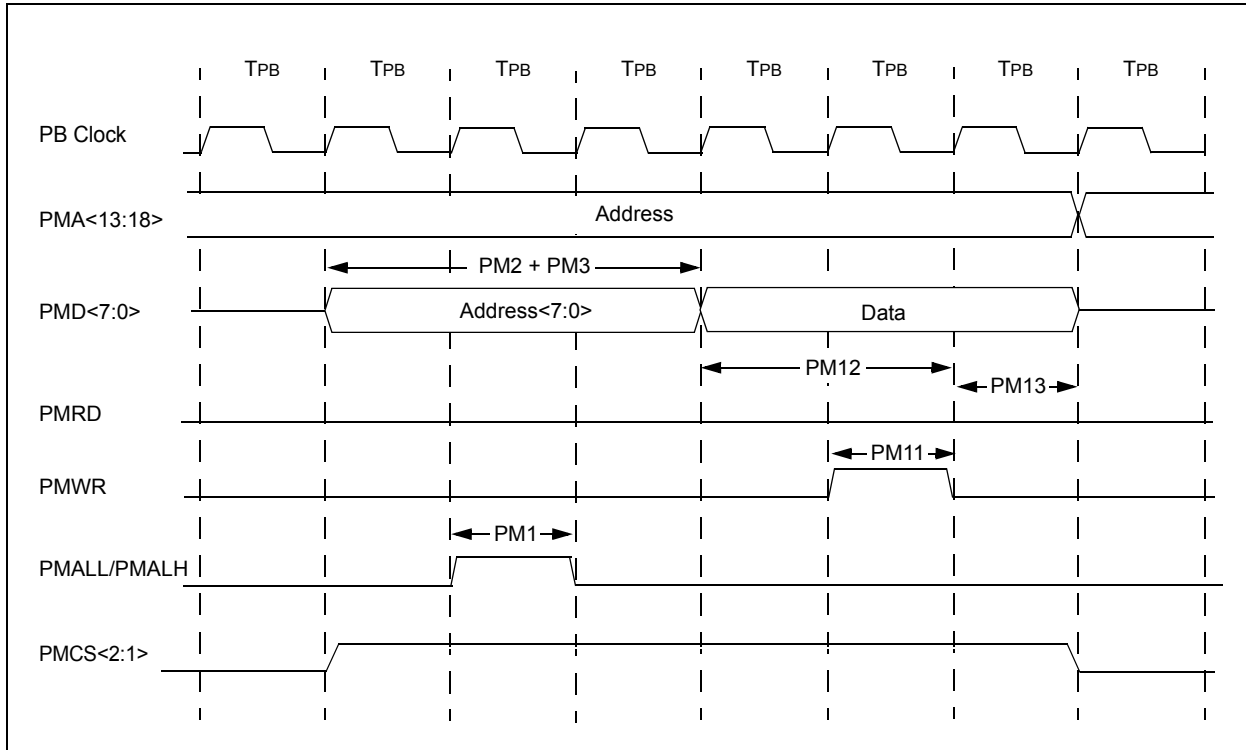 TPB TPB TPB TPB TPB TPB TPB TPB
PB Clock
PMA<13:18>
Address
PM2 + PM3
PMD<7:0>
Address<7:0>
Data
PM12
PM13
PMRD
PM11
PMWR
PM1
PMALL/PMALH
PMCS<2:1>